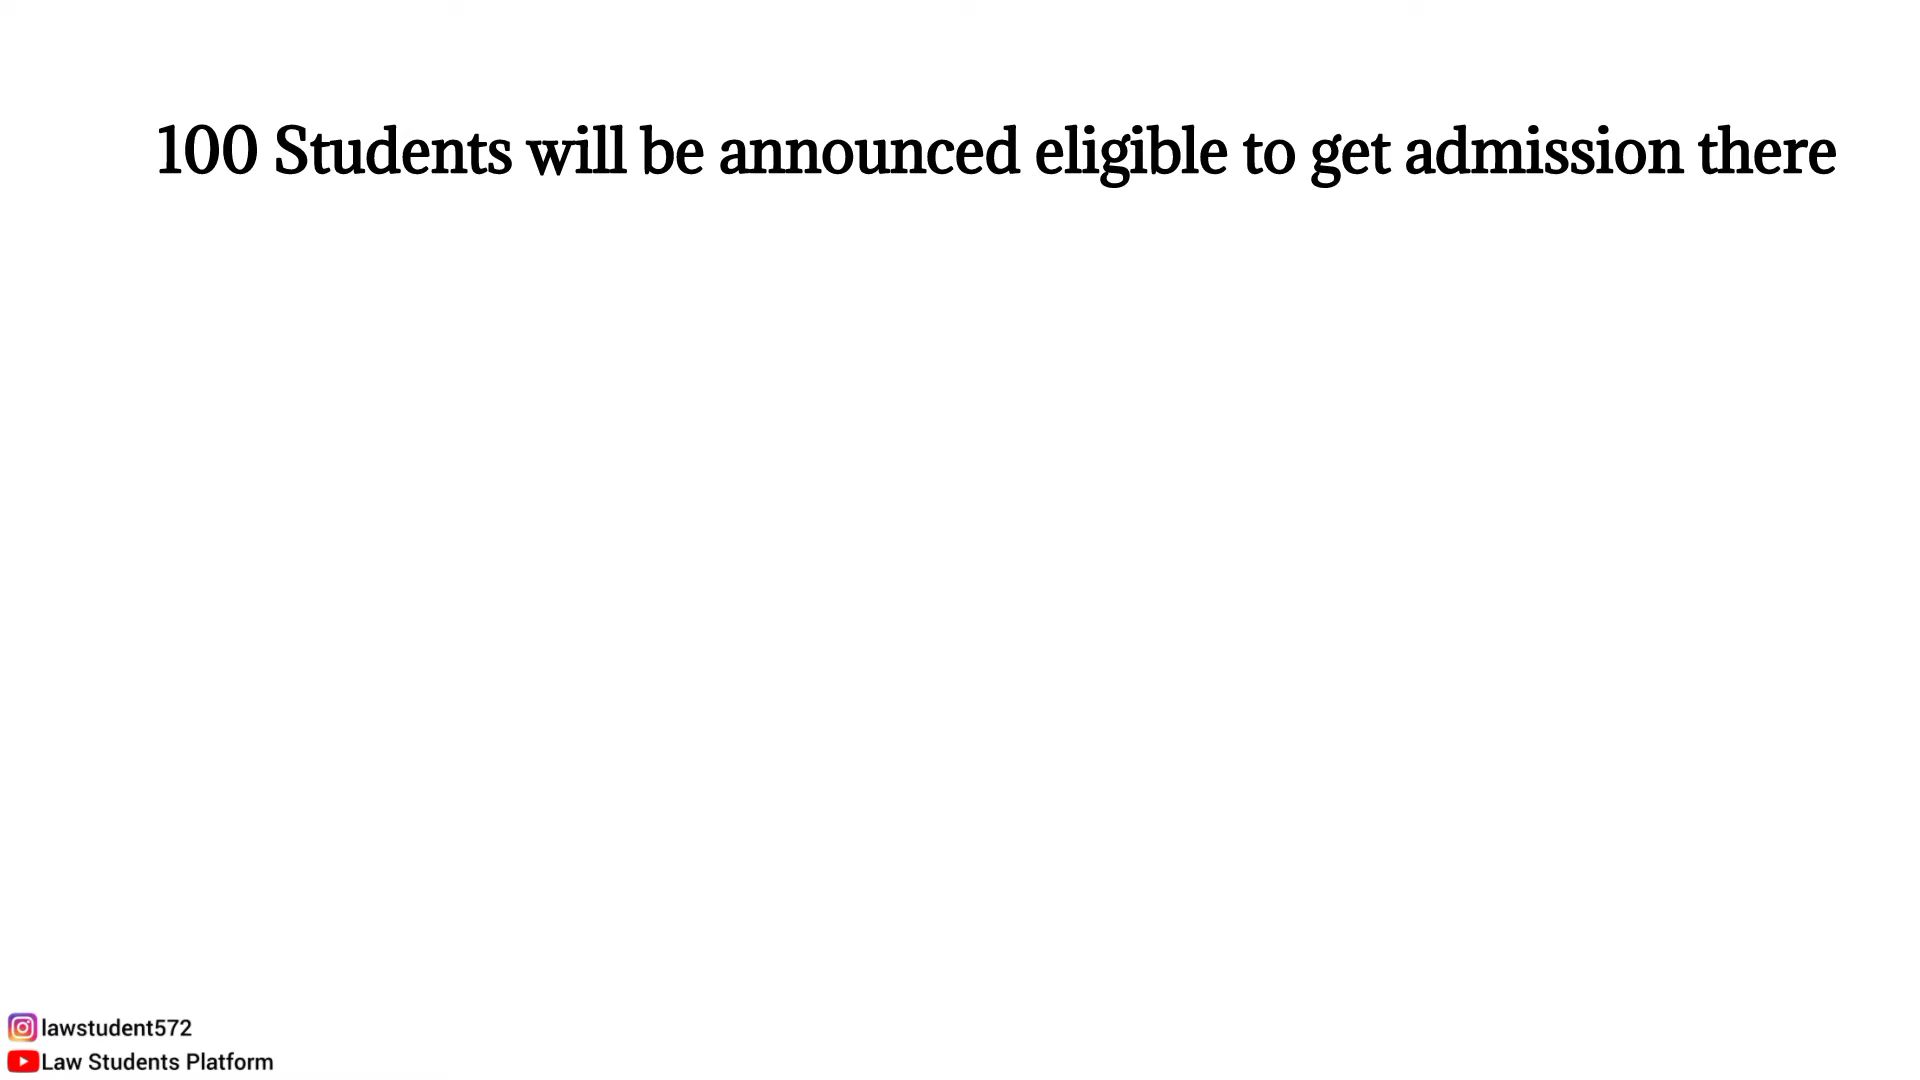 100 Students will be announced eligible to get admission there
lawstudent572
Law Students Platform